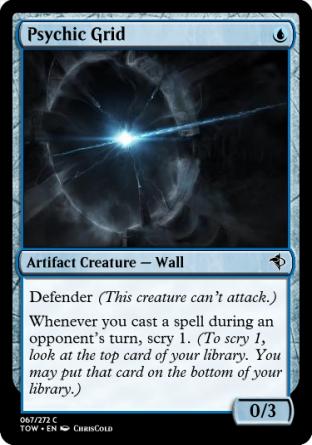 Psychic Grid
Artifact Creature — Wall
Defender (This creature can't attack.)
Whenever you cast a spell during an
opponent's turn, scry 1. (To scry 1,
look at the top card of your library. You
may put that card on the bottom of your
library.)
0/3
067/272 C
TOW • EN ChrisCold